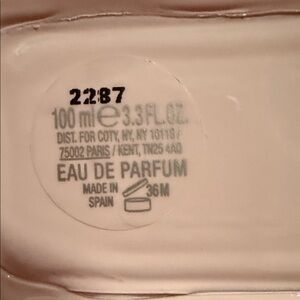 2287
100 ml e 3.3 FL.OZ.
DIST. FOR COTY, NY, NY 10118 /
75002 PARIS / KENT, TN25 4AQ
EAU DE PARFUM
MADE IN
SPAIN
36M